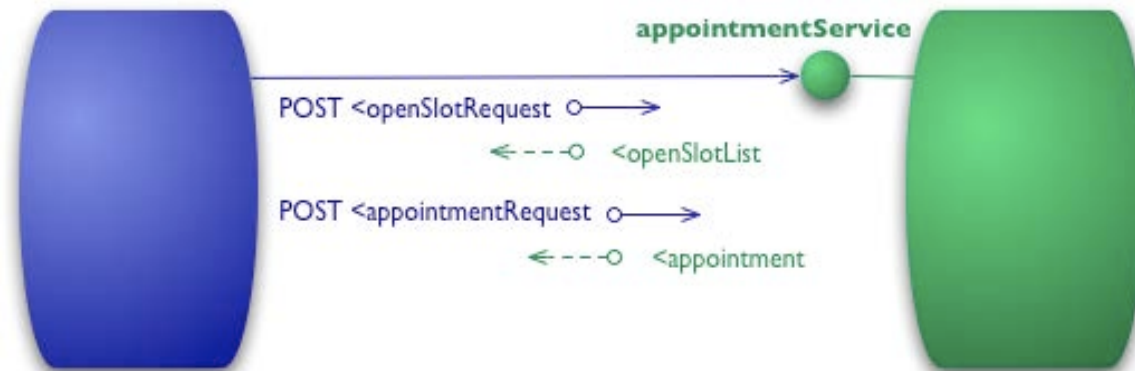 appointmentService
POST <openSlotRequest
<openSlotList
POST <appointmentRequest
<appointment